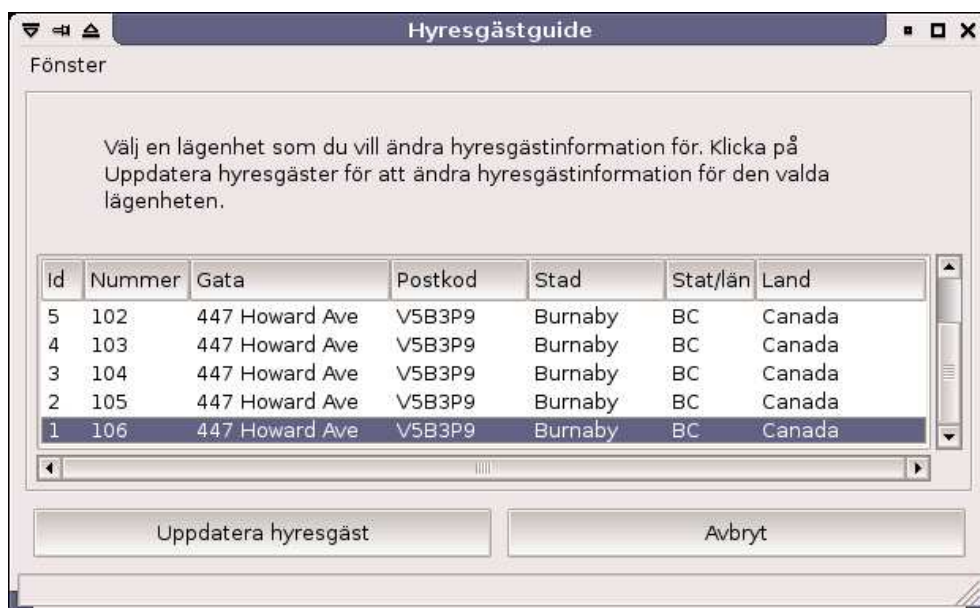 Hyresgästguide
Fönster
Välj en lägenhet som du vill ändra hyresgästinformation för. Klicka på
Uppdatera hyresgäster för att ändra hyresgästinformation för den valda
lägenheten.
Id Nummer Gata Postkod Stad Stat/län Land
5 102 447 Howard Ave V5B3P9 Burnaby BC Canada
4 103 447 Howard Ave V5B3P9 Burnaby BC Canada
3 104 447 Howard Ave V5B3P9 Burnaby BC Canada
2 105 447 Howard Ave V5B3P9 Burnaby BC Canada
1 106 447 Howard Ave V5B3P9 Burnaby BC Canada
Uppdatera hyresgäst Avbryt